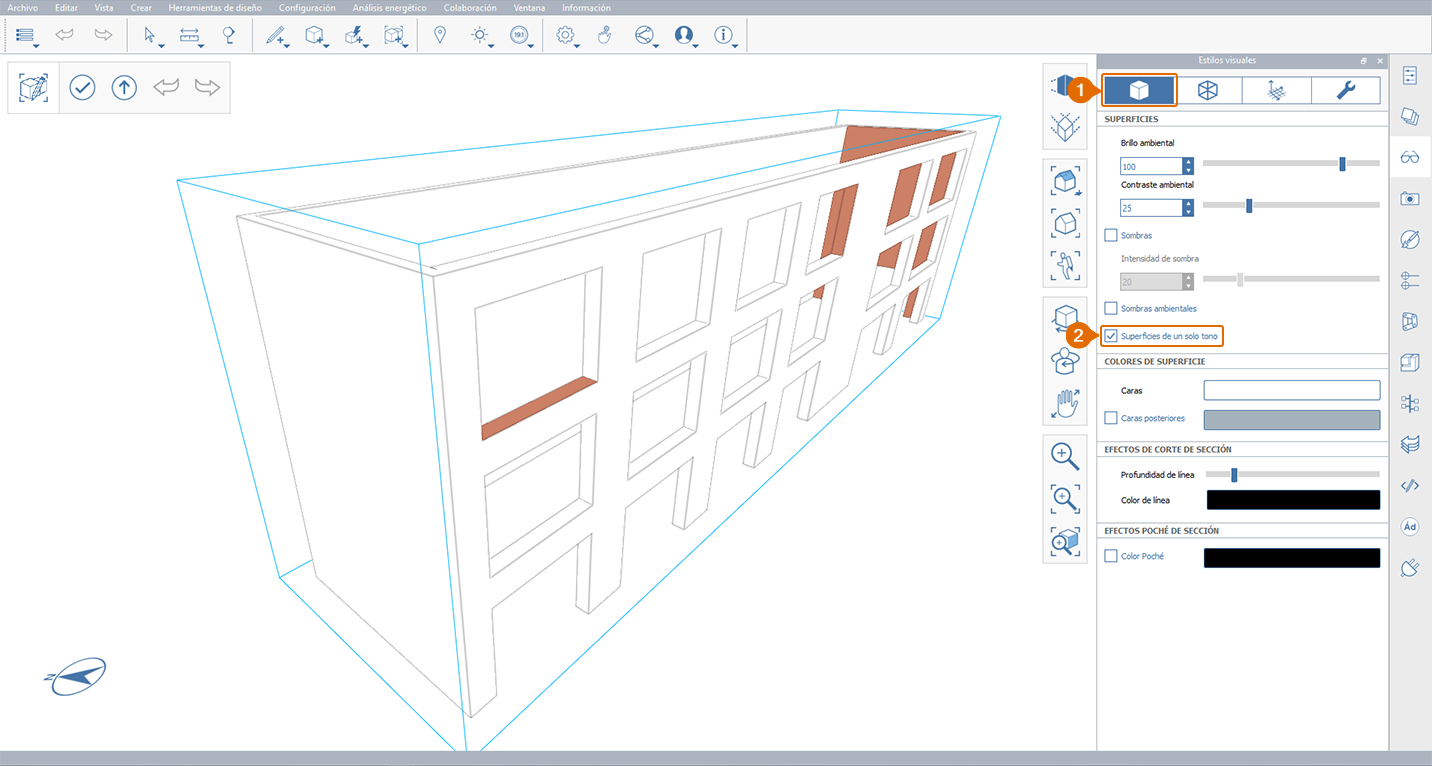 Archivo Editar Vista Crear Herramientas de diseño Configuración Análisis energético Colaboración Ventana Información
19.1
Estilos visuales
1
SUPERFICIES
Brillo ambiental
100
Contraste ambiental
25
Sombras
Intensidad de sombra
20
Sombras ambientales
2
Superficies de un solo tono
COLORES DE SUPERFICIE
Caras
Caras posteriores
EFECTOS DE CORTE DE SECCIÓN
Profundidad de línea
Color de línea
Ád
EFECTOS POCHÉ DE SECCIÓN
Color Poché
N